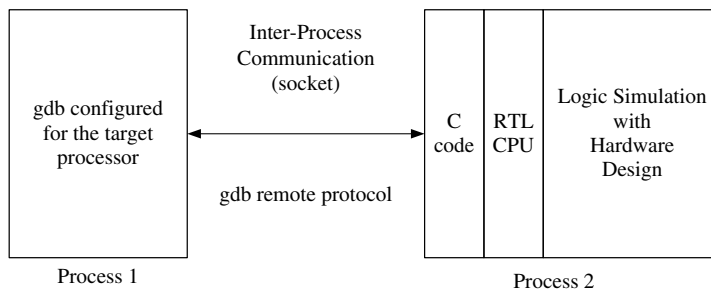 Inter-Process
Communication
(socket)
gdb configured
for the target
processor
gdb remote protocol
C
code
RTL
CPU
Logic Simulation
with
Hardware
Design
Process 1
Process 2